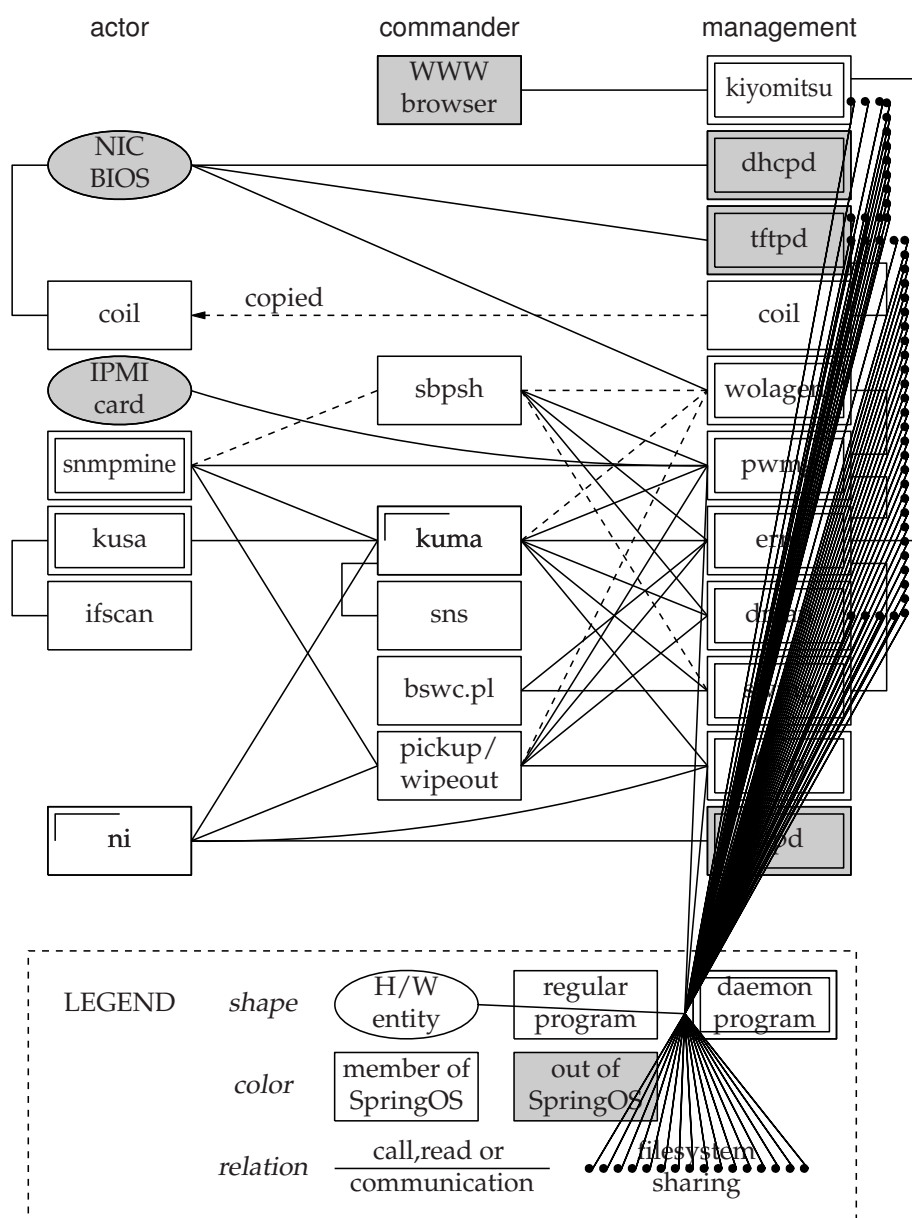 actor commander management
WWW
browser
kiyomitsu
NIC
BIOS
dhcpd
tftpd
coil
copied
coil
IPMI
card
sbpsh
snmpmine
kusa
kuma
ifscan
sns
bswc.pl
pickup/
wipeout
ni
LEGEND
shape
H/W
entity
regular
program
daemon
program
color
member of
SpringOS
out of
SpringOS
relation
call,read or
communication
filesystem
sharing